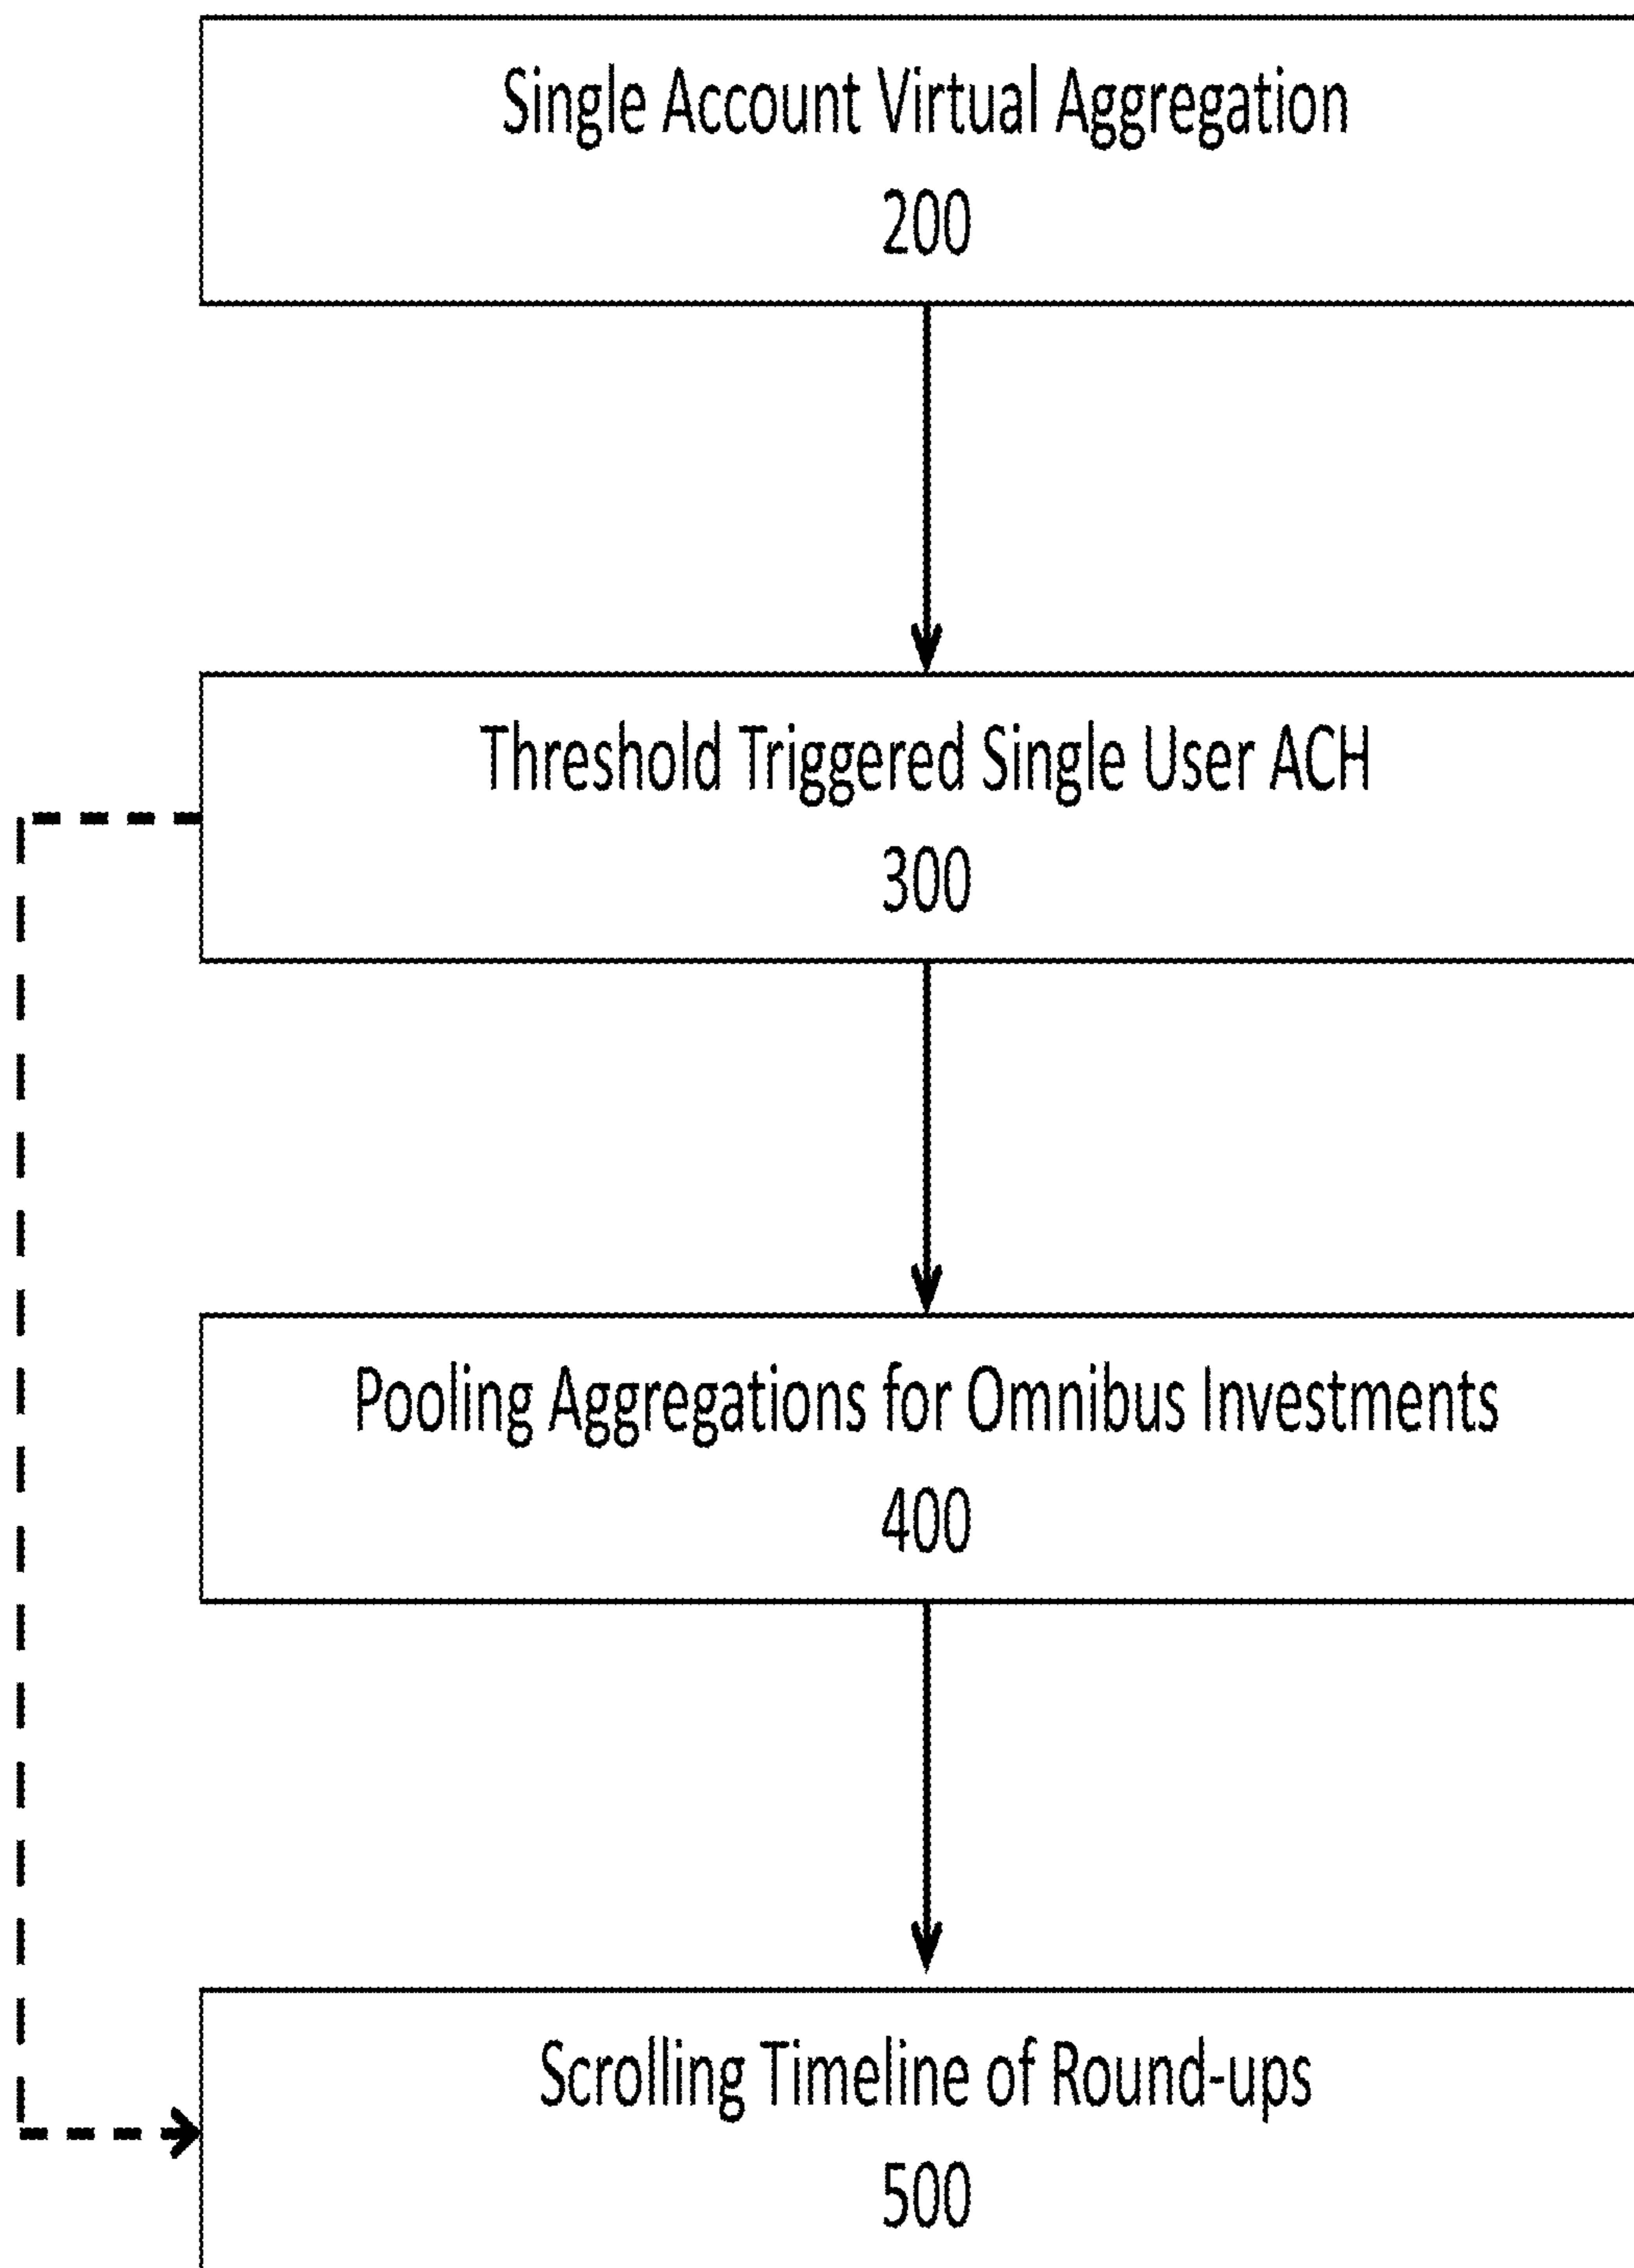 Single Account Virtual Aggregation
200
Threshold Triggered Single User ACH
300
Pooling Aggregations for Omnibus Investments
400
Scrolling Timeline of Round-ups
500